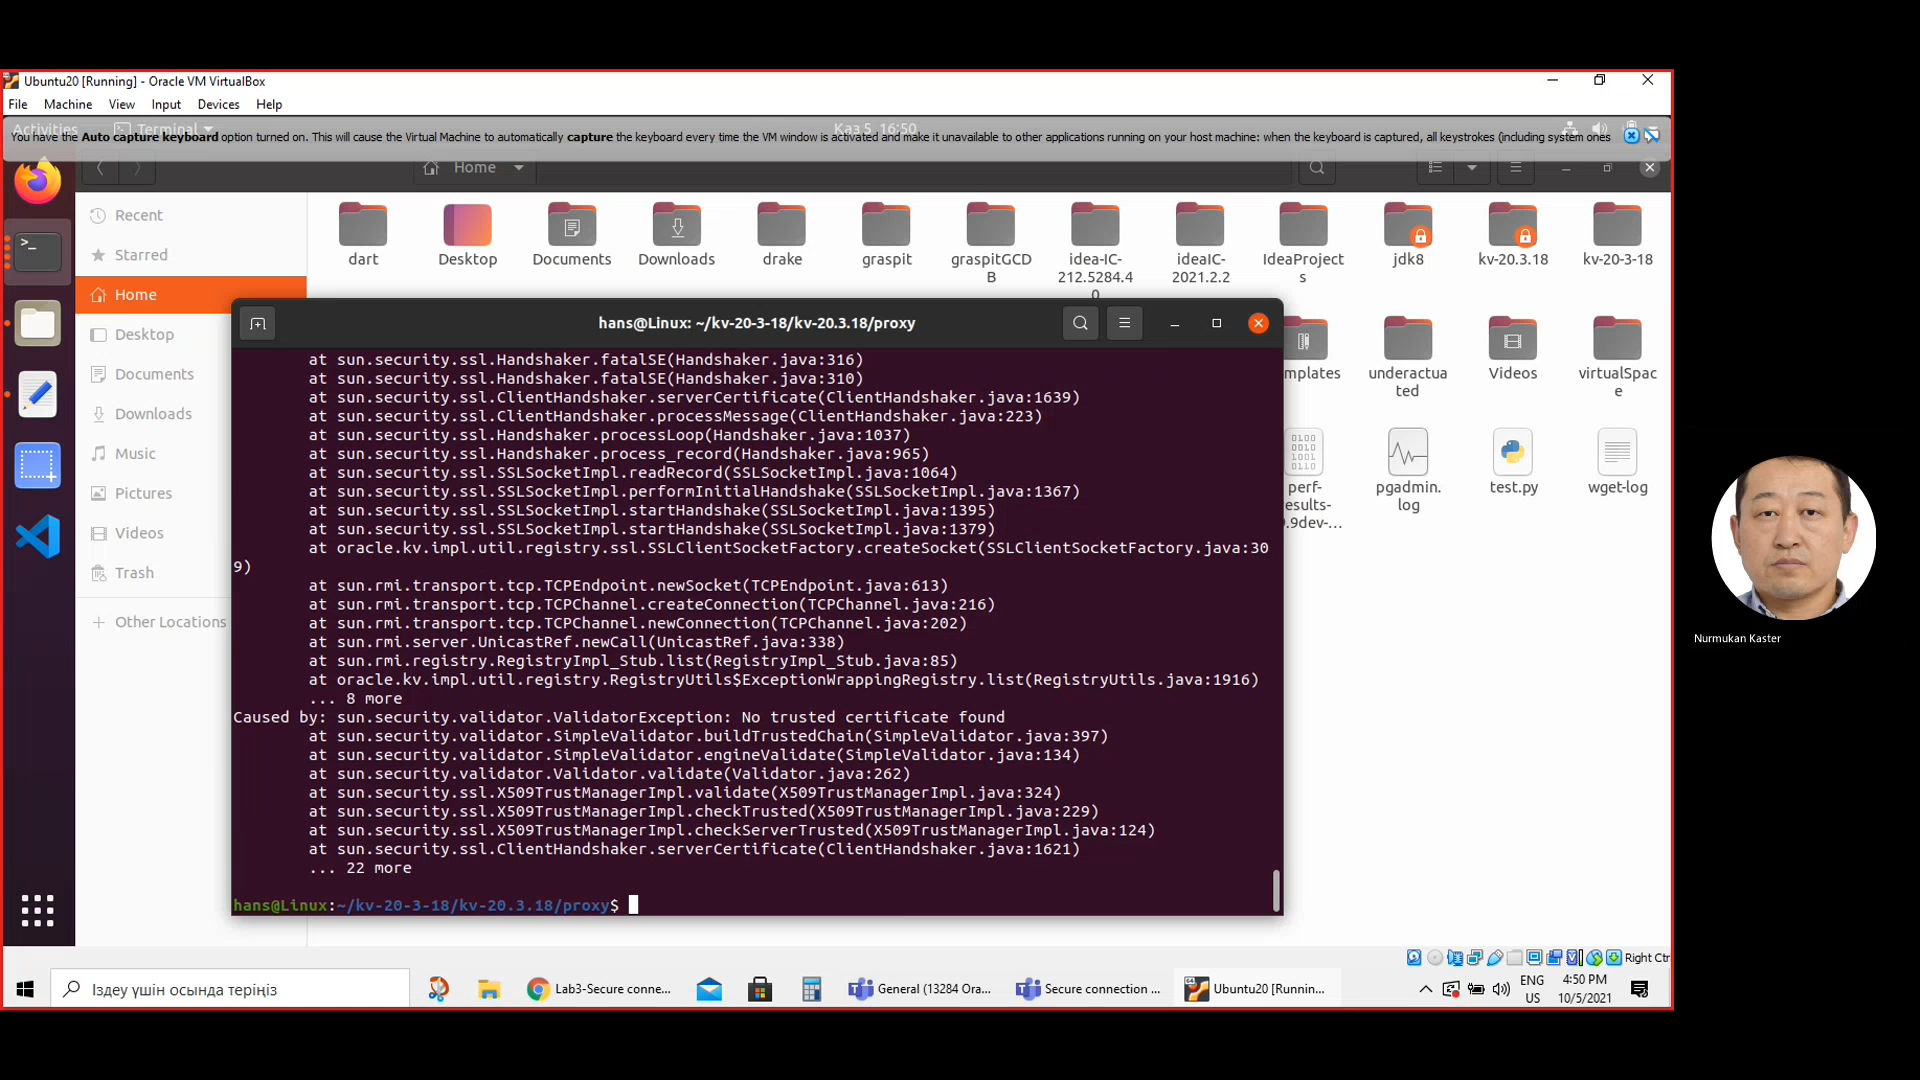 Ubuntu20 [Running] - Oracle VM VirtualBox
File Machine View Input Devices Help
Activities Terminal Каз 5 16:50
You have the Auto capture keyboard option turned on. This will cause the Virtual Machine to automatically capture the keyboard every time the VM window is activated and make it unavailable to other applications running on your host machine: when the keyboard is captured, all keystrokes (including system ones
Home
Recent
Starred
Home
Desktop
Documents
Downloads
Music
Pictures
Videos
Trash
Other Locations
dart
Desktop
Documents
Downloads
drake
graspit
graspitGCD
B
idea-IC-
212.5284.4
0
ideaIC-
2021.2.2
IdeaProject
s
jdk8
kv-20.3.18
kv-20-3-18
mplates
underactua
ted
Videos
virtualSpac
e
perf-
esults-
.9dev-...
pgadmin.
log
test.py
wget-log
hans@Linux: ~/kv-20-3-18/kv-20.3.18/proxy
at sun.security.ssl.Handshaker.fatalSE(Handshaker.java:316)
at sun.security.ssl.Handshaker.fatalSE(Handshaker.java:310)
at sun.security.ssl.ClientHandshaker.serverCertificate(ClientHandshaker.java:1639)
at sun.security.ssl.ClientHandshaker.processMessage(ClientHandshaker.java:223)
at sun.security.ssl.Handshaker.processLoop(Handshaker.java:1037)
at sun.security.ssl.Handshaker.process_record(Handshaker.java:965)
at sun.security.ssl.SSLSocketImpl.readRecord(SSLSocketImpl.java:1064)
at sun.security.ssl.SSLSocketImpl.performInitialHandshake(SSLSocketImpl.java:1367)
at sun.security.ssl.SSLSocketImpl.startHandshake(SSLSocketImpl.java:1395)
at sun.security.ssl.SSLSocketImpl.startHandshake(SSLSocketImpl.java:1379)
at oracle.kv.impl.util.registry.ssl.SSLClientSocketFactory.createSocket(SSLClientSocketFactory.java:30
9)
at sun.rmi.transport.tcp.TCPEndpoint.newSocket(TCPEndpoint.java:613)
at sun.rmi.transport.tcp.TCPChannel.createConnection(TCPChannel.java:216)
at sun.rmi.transport.tcp.TCPChannel.newConnection(TCPChannel.java:202)
at sun.rmi.server.UnicastRef.newCall(UnicastRef.java:338)
at sun.rmi.registry.RegistryImpl_Stub.list(RegistryImpl_Stub.java:85)
at oracle.kv.impl.util.registry.RegistryUtils$ExceptionWrappingRegistry.list(RegistryUtils.java:1916)
... 8 more
Caused by: sun.security.validator.ValidatorException: No trusted certificate found
at sun.security.validator.SimpleValidator.buildTrustedChain(SimpleValidator.java:397)
at sun.security.validator.SimpleValidator.engineValidate(SimpleValidator.java:134)
at sun.security.validator.Validator.validate(Validator.java:262)
at sun.security.ssl.X509TrustManagerImpl.validate(X509TrustManagerImpl.java:324)
at sun.security.ssl.X509TrustManagerImpl.checkTrusted(X509TrustManagerImpl.java:229)
at sun.security.ssl.X509TrustManagerImpl.checkServerTrusted(X509TrustManagerImpl.java:124)
at sun.security.ssl.ClientHandshaker.serverCertificate(ClientHandshaker.java:1621)
... 22 more
hans@Linux:~/kv-20-3-18/kv-20.3.18/proxy$
Nurmukan Kaster
Right Ctr
Іздеу үшін осында теріңіз
Lab3-Secure conne...
General (13284 Ora...
Secure connection ...
Ubuntu20 [Runnin...
ENG
US
4:50 PM
10/5/2021